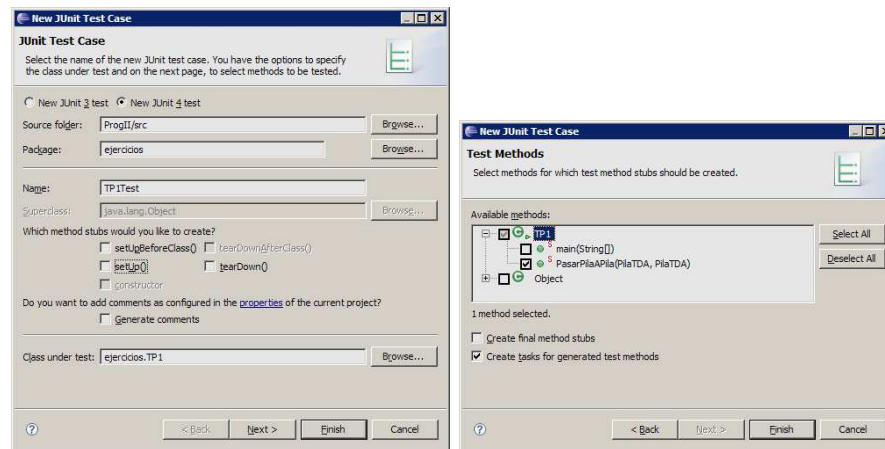 New JUnit Test Case
JUnit Test Case
Select the name of the new JUnit test case. You have the options to specify
the class under test and on the next page, to select methods to be tested.
New JUnit 3 test New JUnit 4 test
Source folder: ProgII/src Browse...
Package: ejercicios Browse...
Name: TP1Test
Superclass: java.lang.Object Browse...
Which method stubs would you like to create?
setUpBeforeClass() tearDownAfterClass()
setUp() tearDown()
constructor
Do you want to add comments as configured in the properties of the current project?
Generate comments
Class under test: ejercicios.TP1 Browse...
? < Back Next > Finish Cancel
New JUnit Test Case
Test Methods
Select methods for which test method stubs should be created.
Available methods:
TP1
S main(String[])
S PasarPilaAPila(PilaTDA, PilaTDA)
Object
Select All
Deselect All
1 method selected.
Create final method stubs
Create tasks for generated test methods
? < Back Next > Finish Cancel